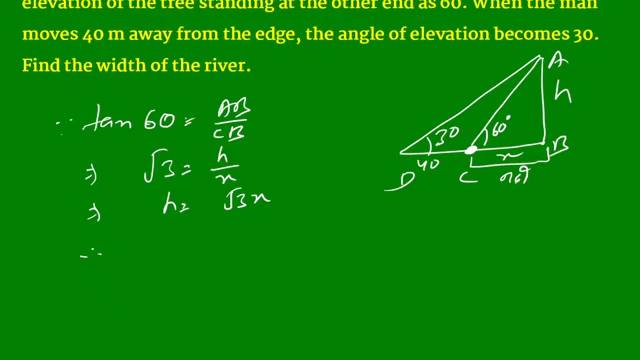 elevation of the tree standing at the other end as 60. When the man
moves 40 m away from the edge, the angle of elevation becomes 30.
Find the width of the river.
∵ tan 60 = AB/CB
⇒ √3 = h/x
⇒ h = √3x
∴
A
h
30
60°
x
B
D
40
C